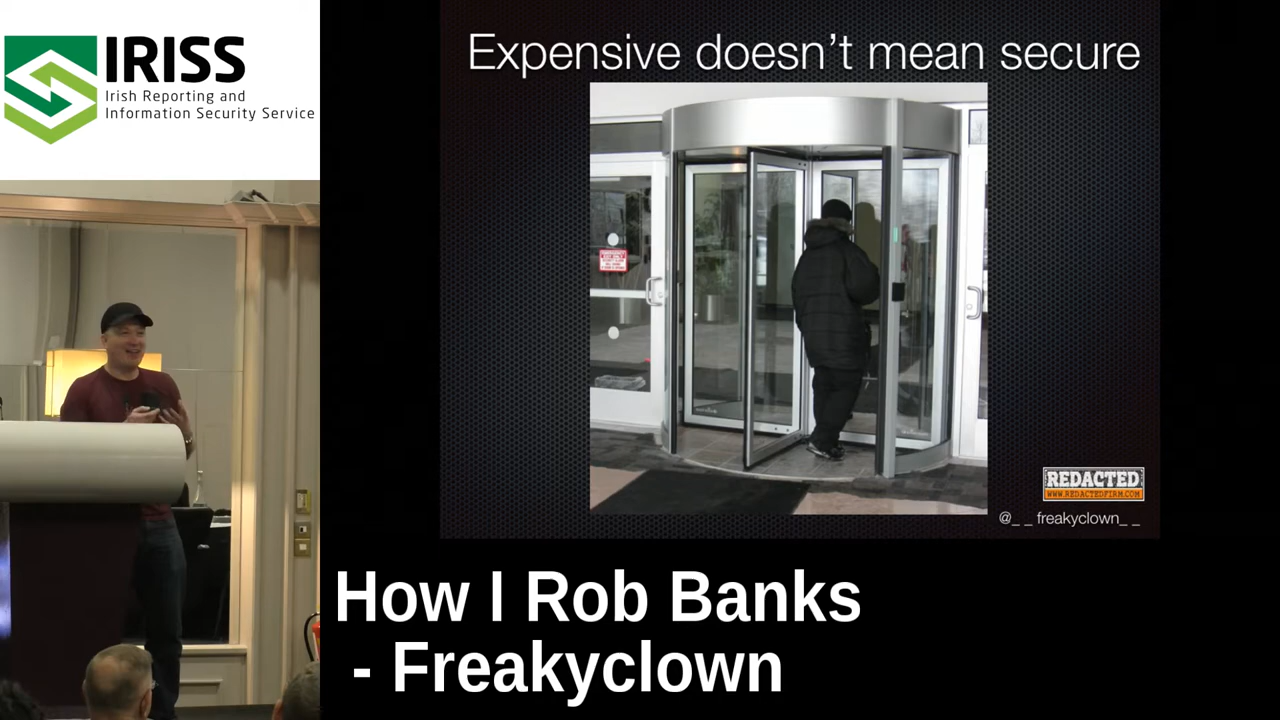 IRISS
Irish Reporting and
Information Security Service
Expensive doesn't mean secure
REDACTED
WWW.REDACTEDFIRM.COM
@_ _ freakyclown_ _
How I Rob Banks
- Freakyclown